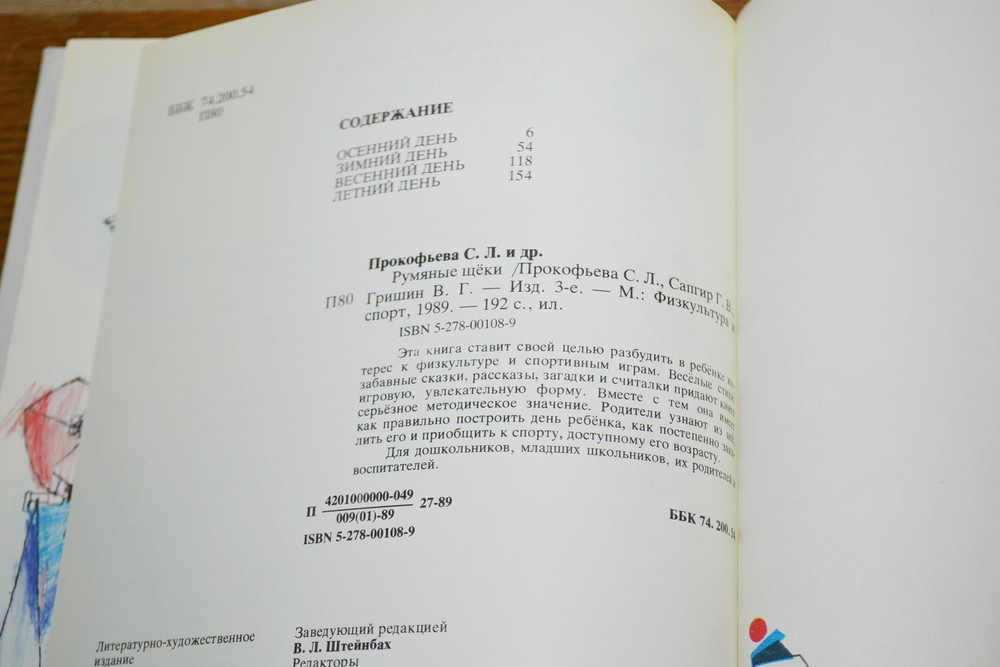 ББК 74.200.54
П80
СОДЕРЖАНИЕ
ОСЕННИЙ ДЕНЬ 6
ЗИМНИЙ ДЕНЬ 54
ВЕСЕННИЙ ДЕНЬ 118
ЛЕТНИЙ ДЕНЬ 154
Прокофьева С. Л. и др.
Румяные щёки /Прокофьева С. Л., Сапгир Г. В.,
П80 Гришин В. Г. — Изд. 3-е. — М.: Физкультура и
спорт, 1989. — 192 с., ил.
ISBN 5-278-00108-9
Эта книга ставит своей целью разбудить в ребёнке ин-
терес к физкультуре и спортивным играм. Весёлые стихи,
забавные сказки, рассказы, загадки и считалки придают книге
игровую, увлекательную форму. Вместе с тем она имеет
серьёзное методическое значение. Родители узнают из неё,
как правильно построить день ребёнка, как постепенно зака-
лить его и приобщить к спорту, доступному его возрасту.
Для дошкольников, младших школьников, их родителей и
воспитателей.
П 4201000000-049 27-89
009(01)-89
ISBN 5-278-00108-9
ББК 74. 200. 54
Литературно-художественное
издание
Заведующий редакцией
В. Л. Штейнбах
Редакторы